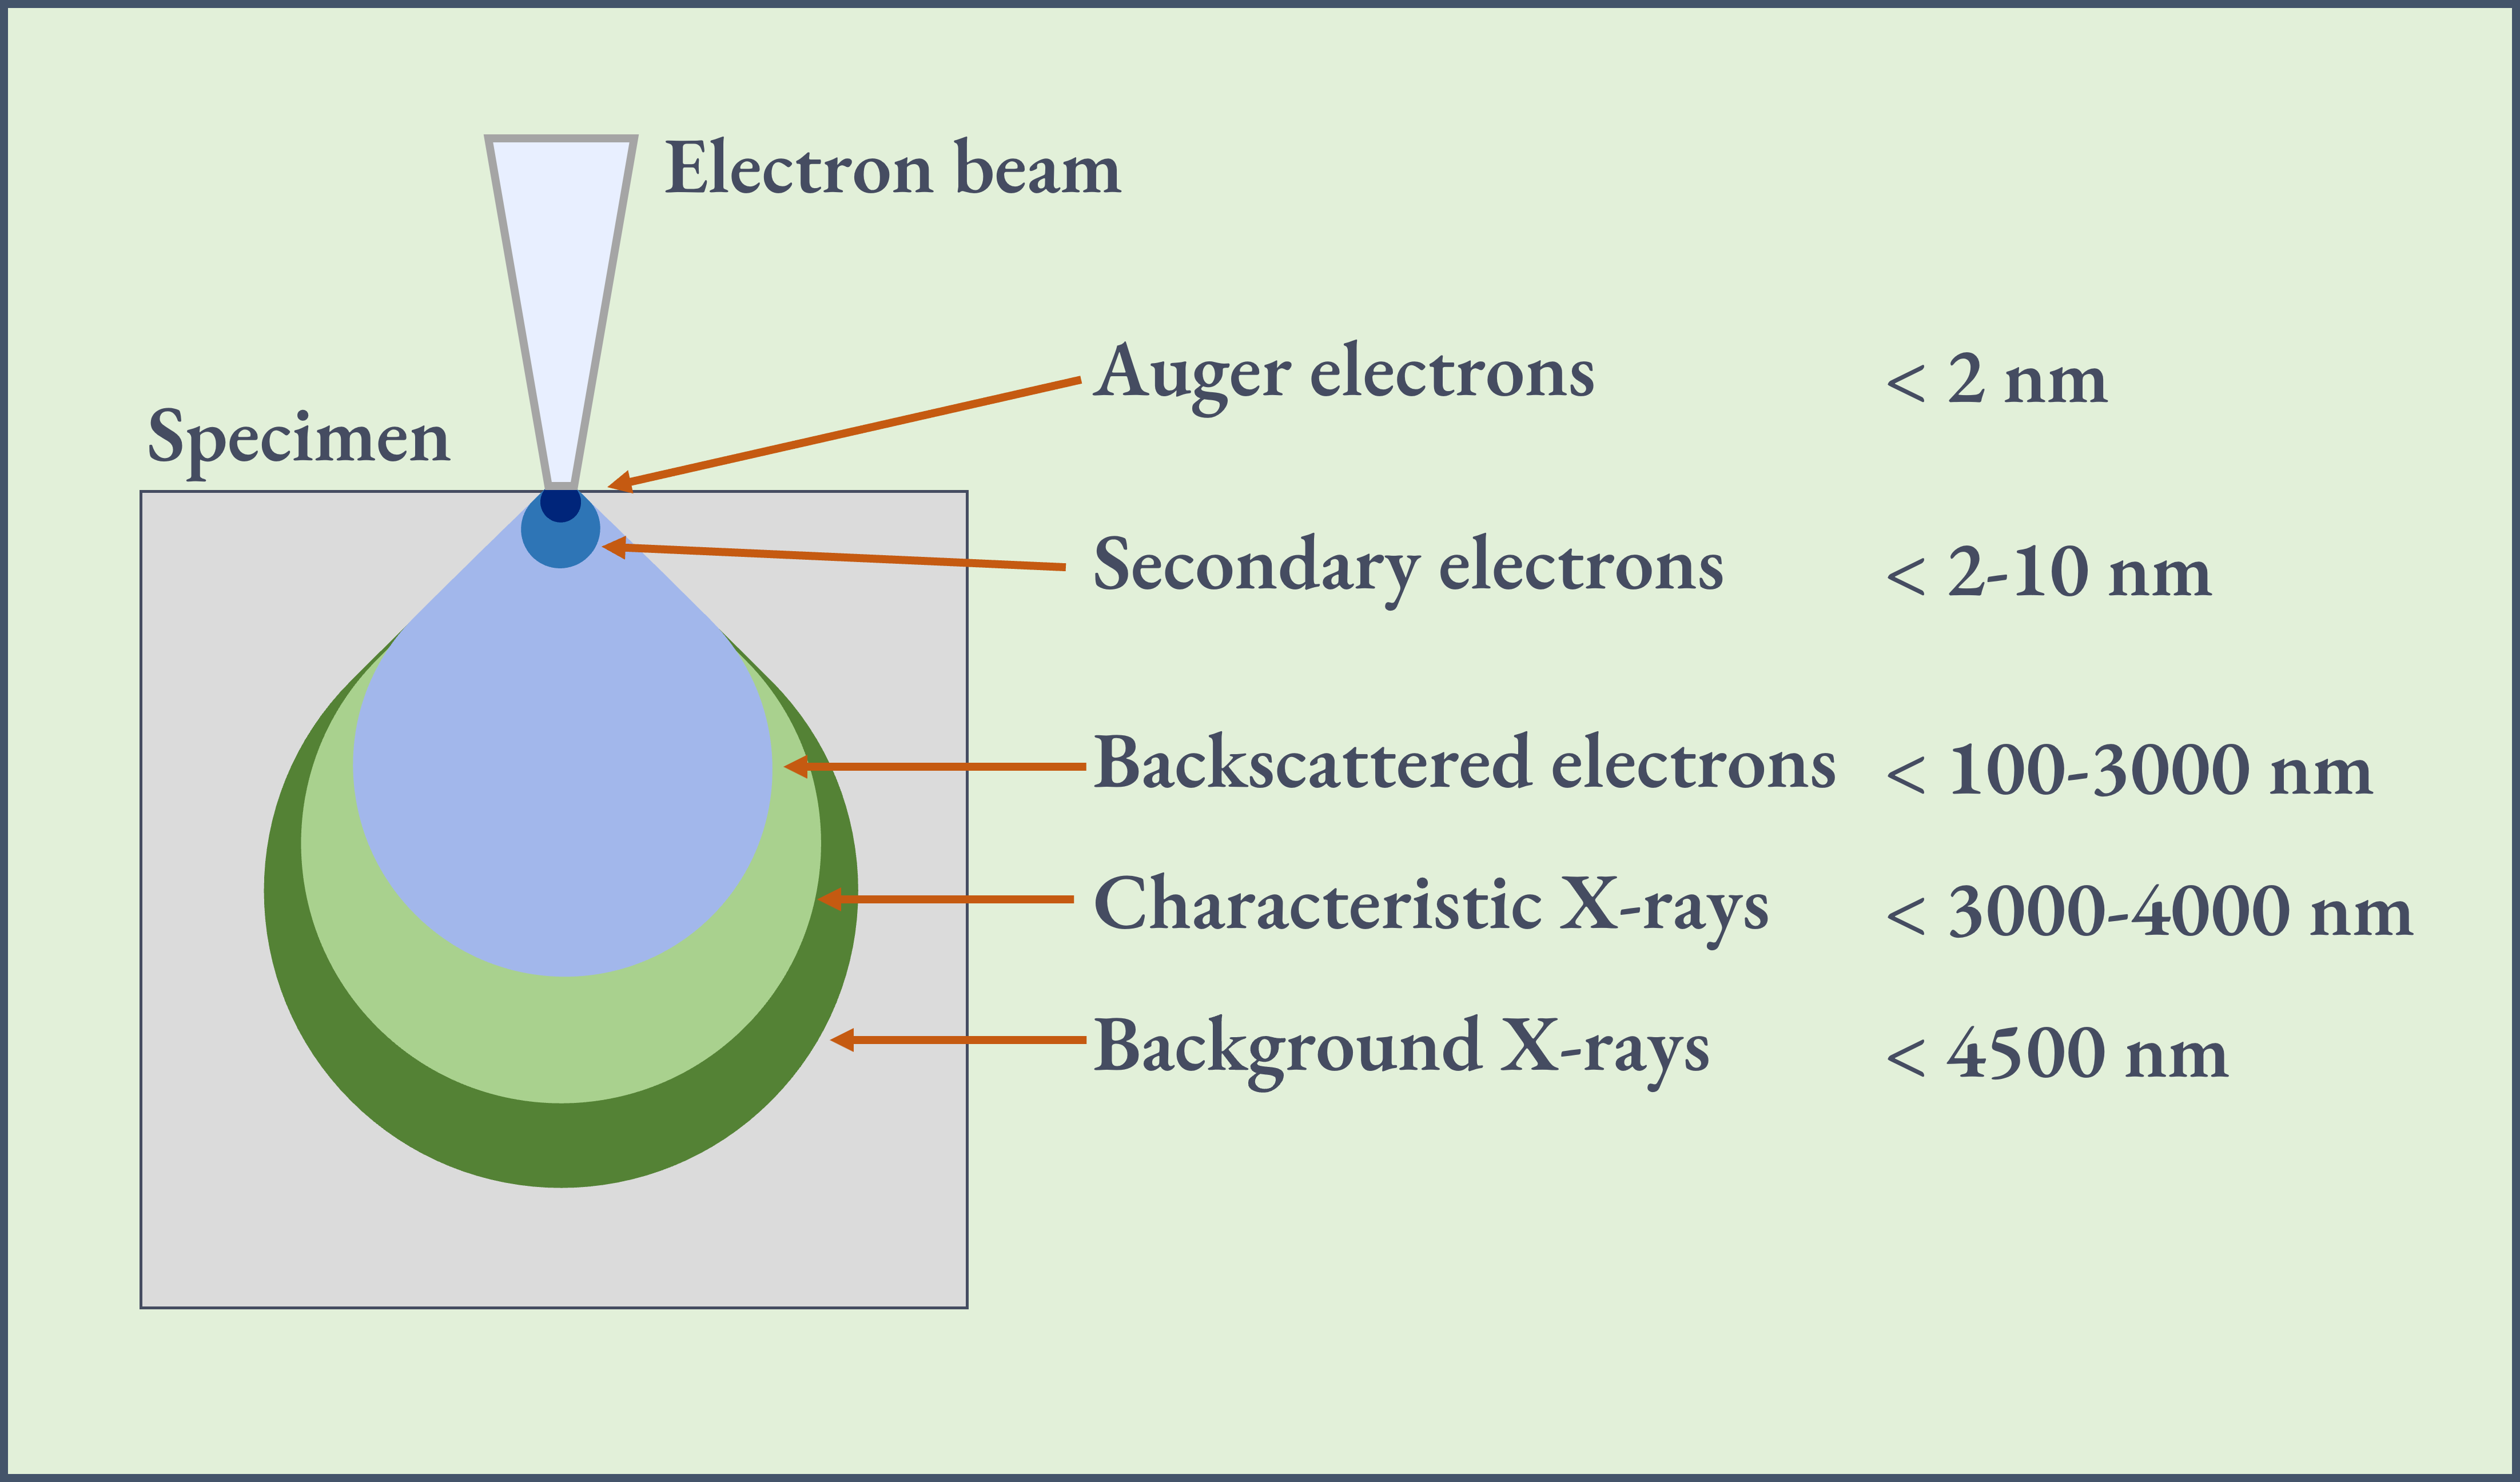 Electron beam
Auger electrons < 2 nm
Specimen
Secondary electrons < 2-10 nm
Backscattered electrons < 100-3000 nm
Characteristic X-rays < 3000-4000 nm
Background X-rays < 4500 nm